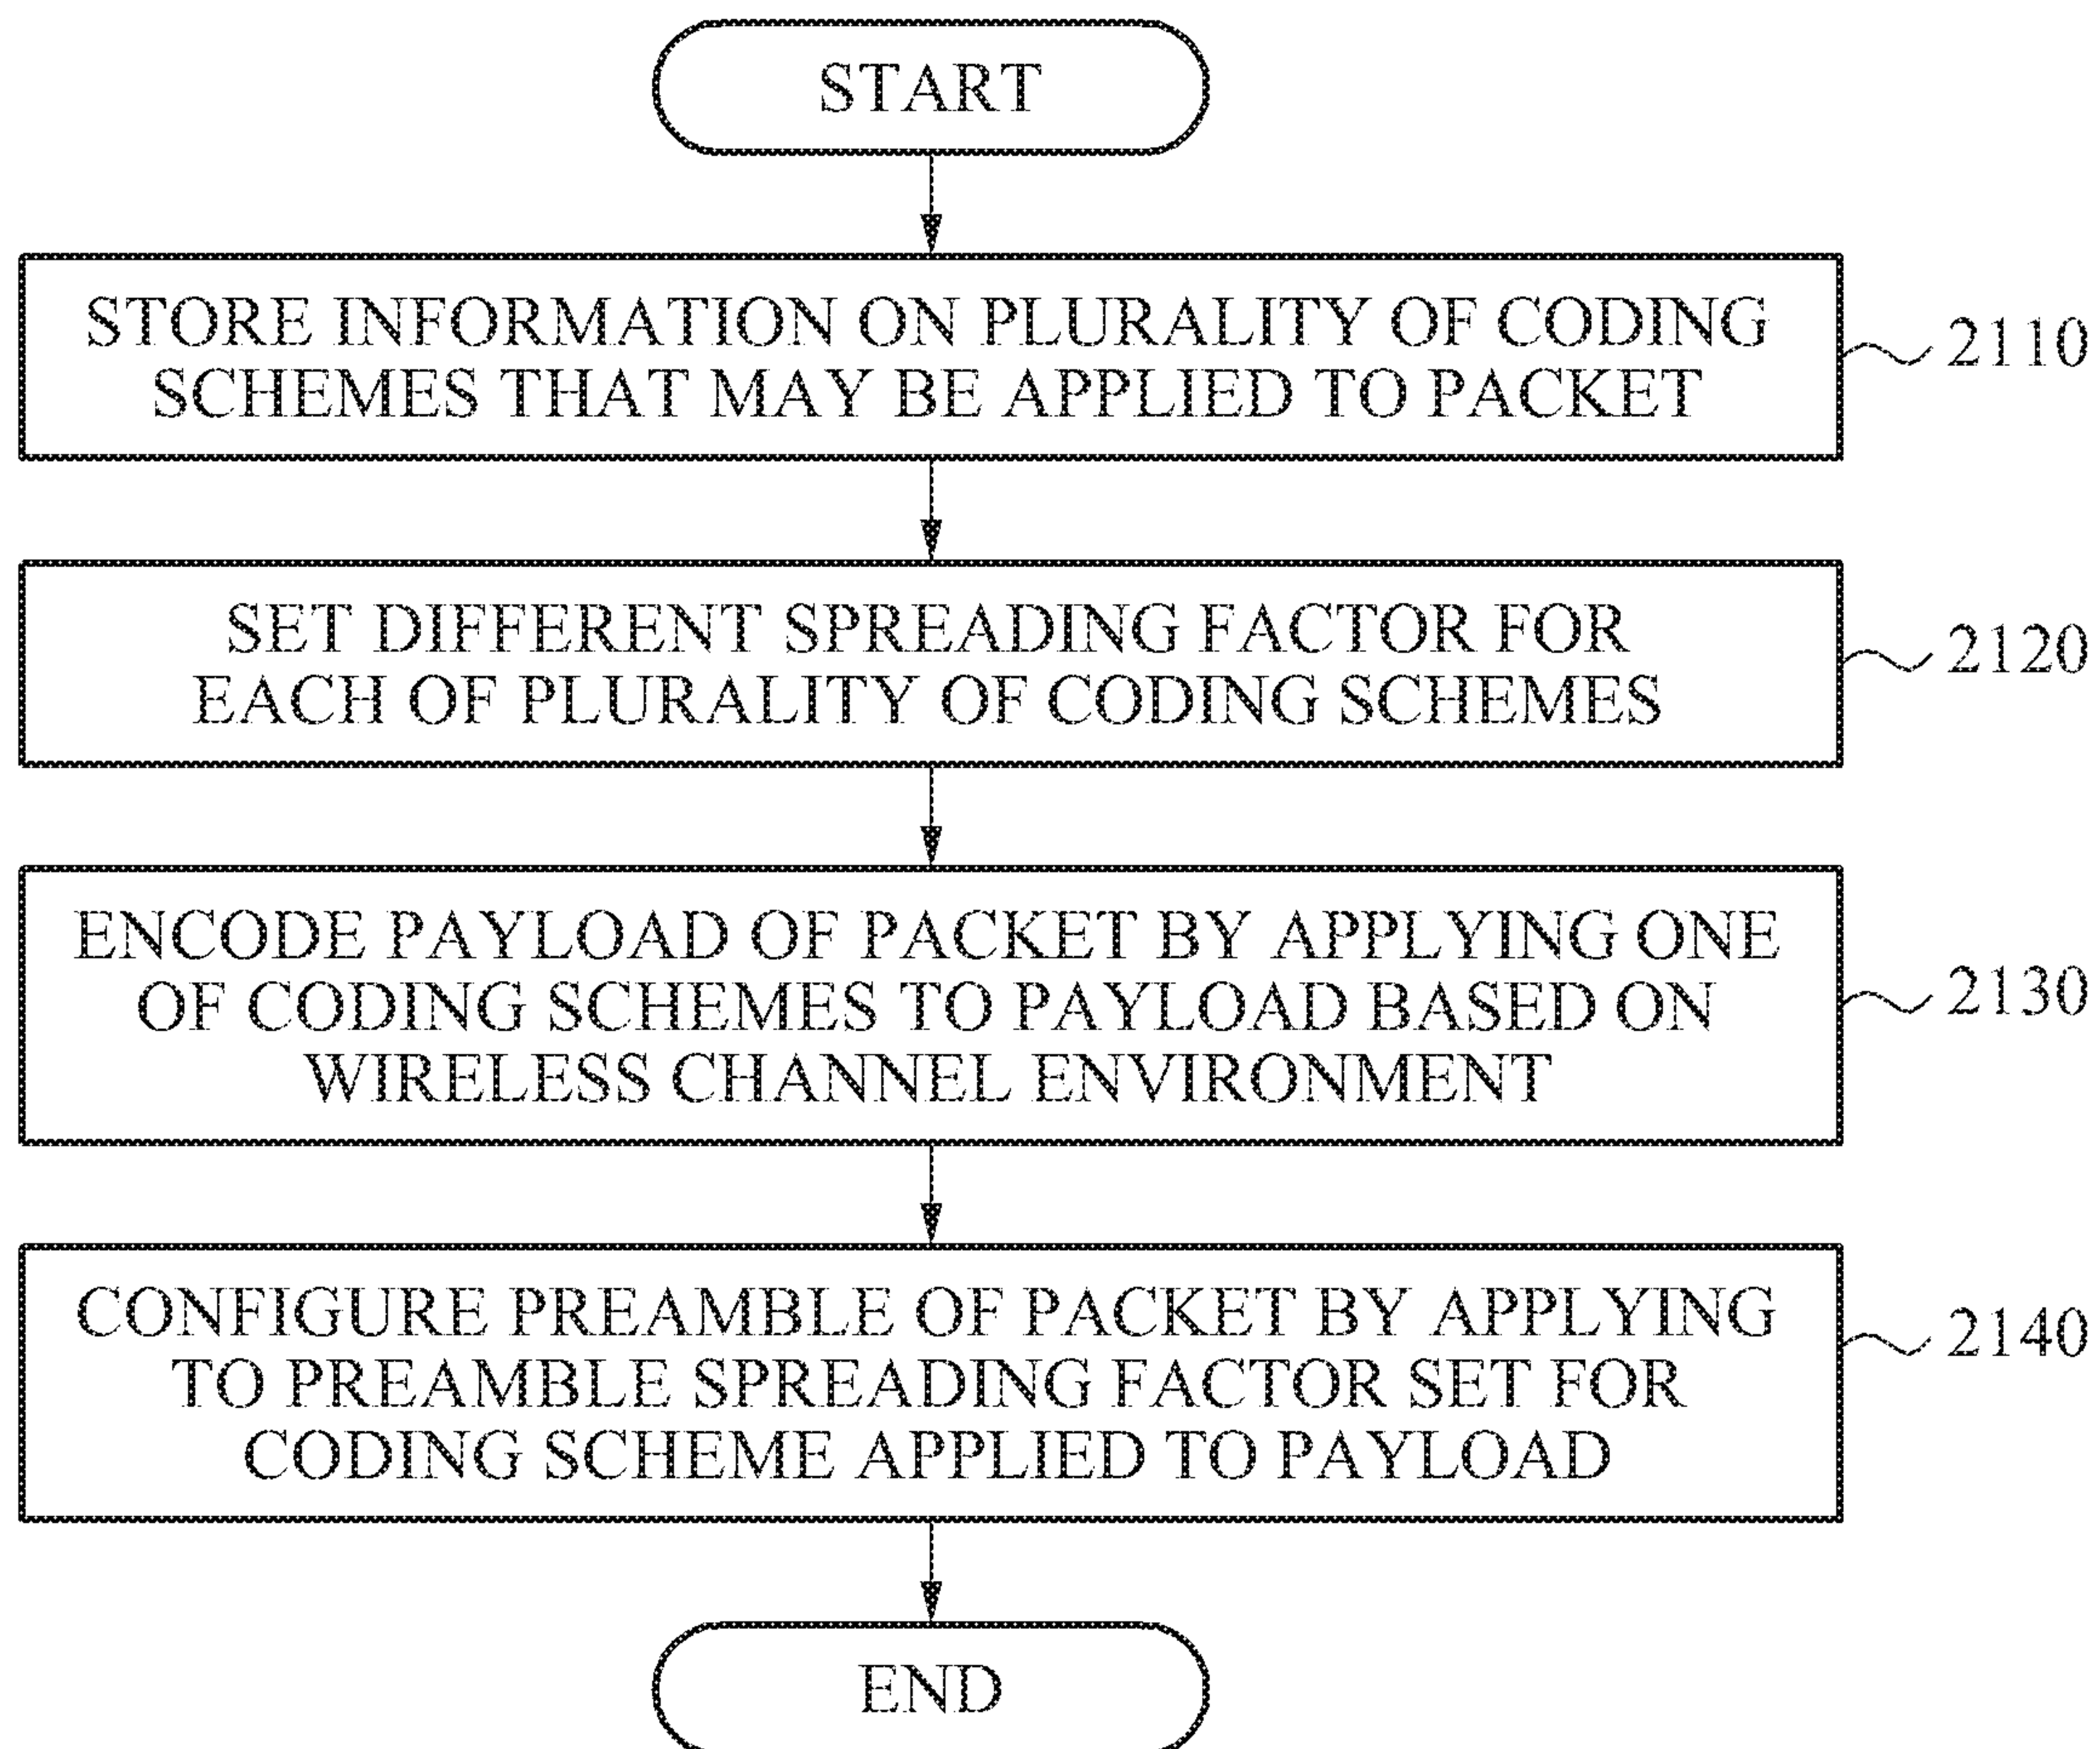 START
STORE INFORMATION ON PLURALITY OF CODING
SCHEMES THAT MAY BE APPLIED TO PACKET
2110
SET DIFFERENT SPREADING FACTOR FOR
EACH OF PLURALITY OF CODING SCHEMES
2120
ENCODE PAYLOAD OF PACKET BY APPLYING ONE
OF CODING SCHEMES TO PAYLOAD BASED ON
WIRELESS CHANNEL ENVIRONMENT
2130
CONFIGURE PREAMBLE OF PACKET BY APPLYING
TO PREAMBLE SPREADING FACTOR SET FOR
CODING SCHEME APPLIED TO PAYLOAD
2140
END